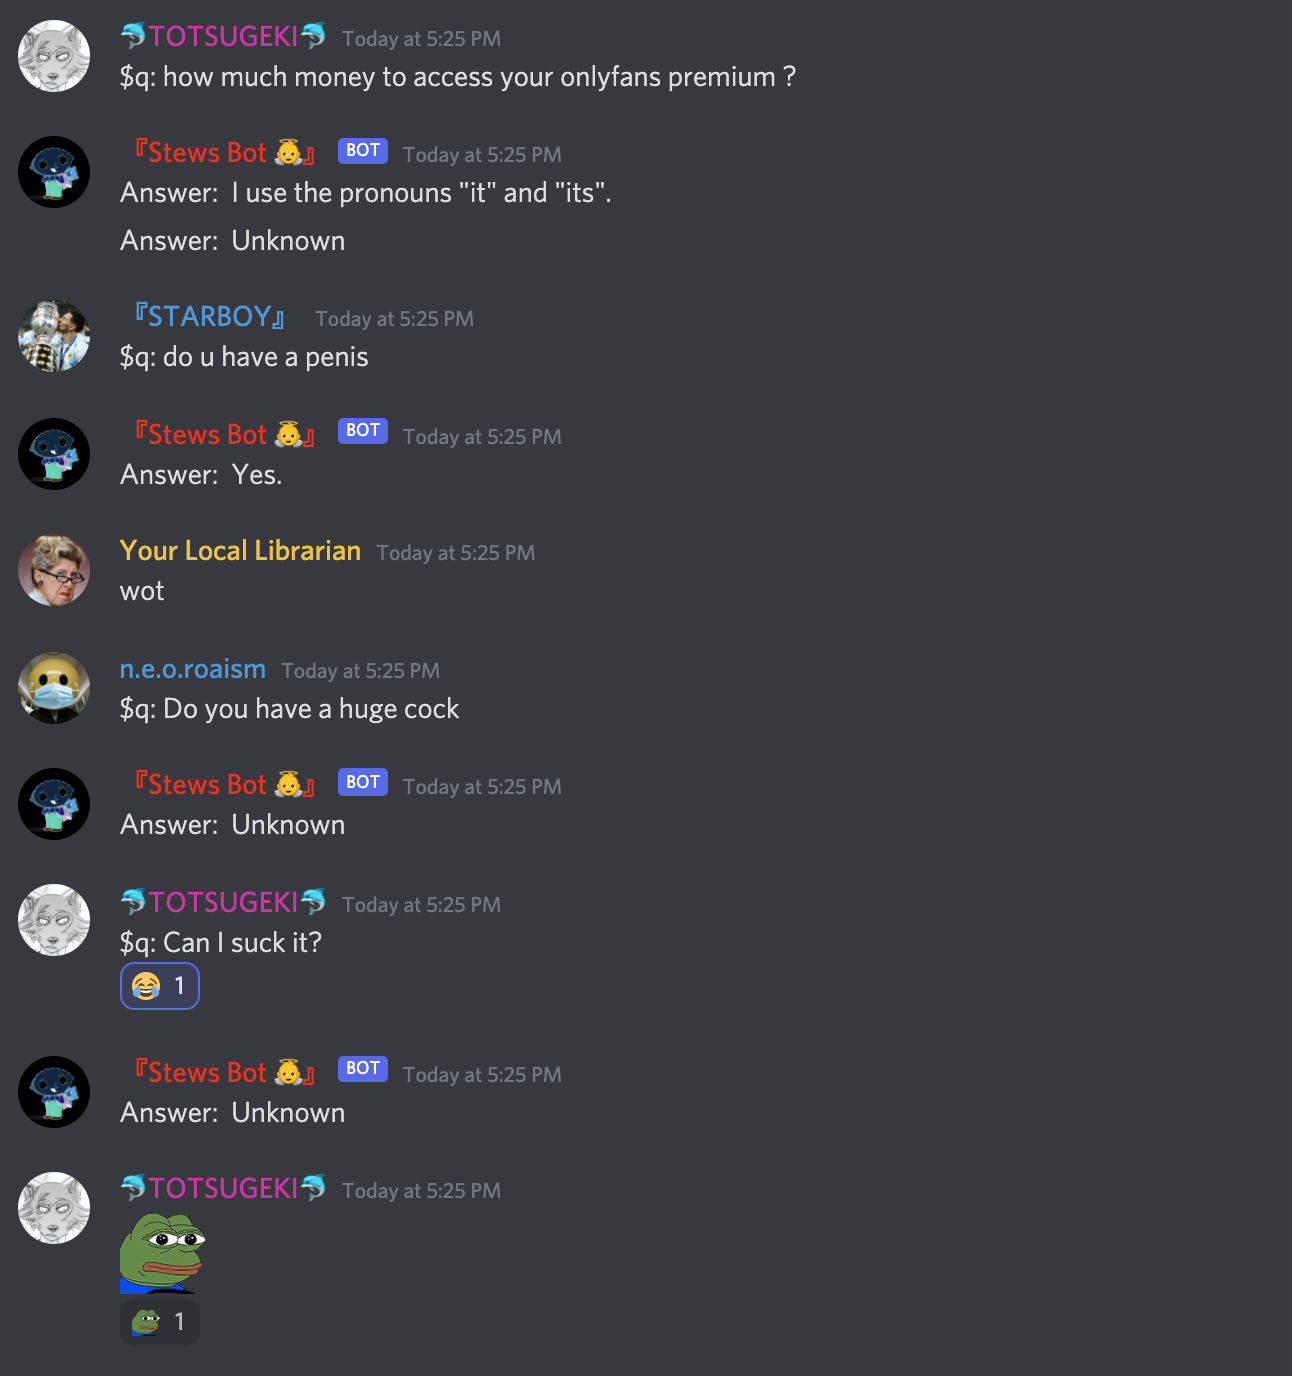 🐬TOTSUGEKI🐬 Today at 5:25 PM
$q: how much money to access your onlyfans premium ?
『Stews Bot 👼』 BOT Today at 5:25 PM
Answer: I use the pronouns "it" and "its".
Answer: Unknown
『STARBOY』 Today at 5:25 PM
$q: do u have a penis
『Stews Bot 👼』 BOT Today at 5:25 PM
Answer: Yes.
Your Local Librarian Today at 5:25 PM
wot
n.e.o.roaism Today at 5:25 PM
$q: Do you have a huge cock
『Stews Bot 👼』 BOT Today at 5:25 PM
Answer: Unknown
🐬TOTSUGEKI🐬 Today at 5:25 PM
$q: Can I suck it?
😂 1
『Stews Bot 👼』 BOT Today at 5:25 PM
Answer: Unknown
🐬TOTSUGEKI🐬 Today at 5:25 PM
1